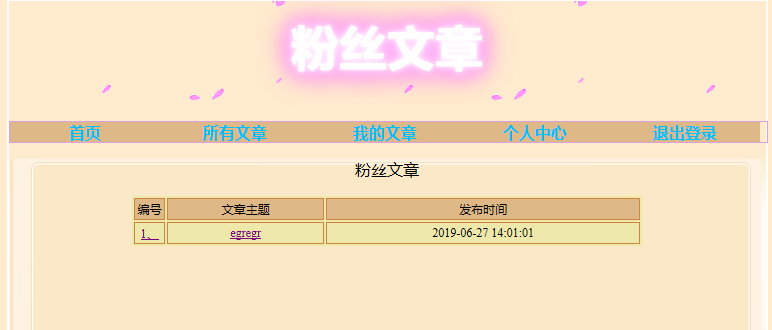 粉丝文章
首页 所有文章 我的文章 个人中心 退出登录
粉丝文章
编号 文章主题 发布时间
1、 egregr 2019-06-27 14:01:01